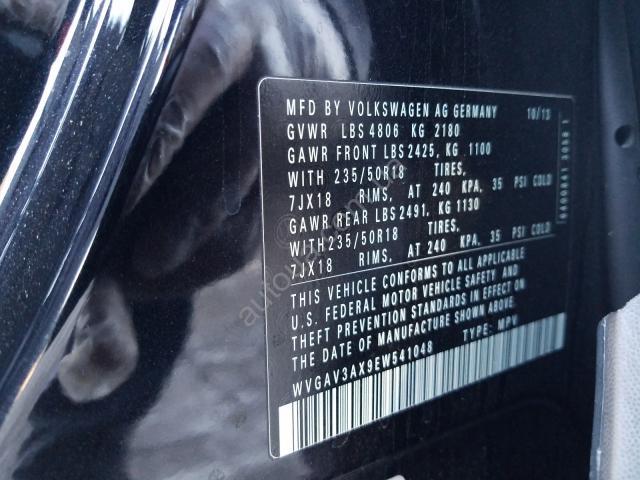 MFD BY VOLKSWAGEN AG GERMANY 10/13
GVWR LBS 4806 KG 2180
GAWR FRONT LBS 2425, KG 1100
WITH 235/50R18 TIRES,
7JX18 RIMS, AT 240 KPA, 35 PSI COLD
GAWR REAR LBS 2491, KG 1130
WITH 235/50R18 TIRES,
7JX18 RIMS, AT 240 KPA, 35 PSI COLD
THIS VEHICLE CONFORMS TO ALL APPLICABLE
U.S. FEDERAL MOTOR VEHICLE SAFETY AND
THEFT PREVENTION STANDARDS IN EFFECT ON
THE DATE OF MANUFACTURE SHOWN ABOVE.
WVGAV3AX9EW541048 TYPE: MPV